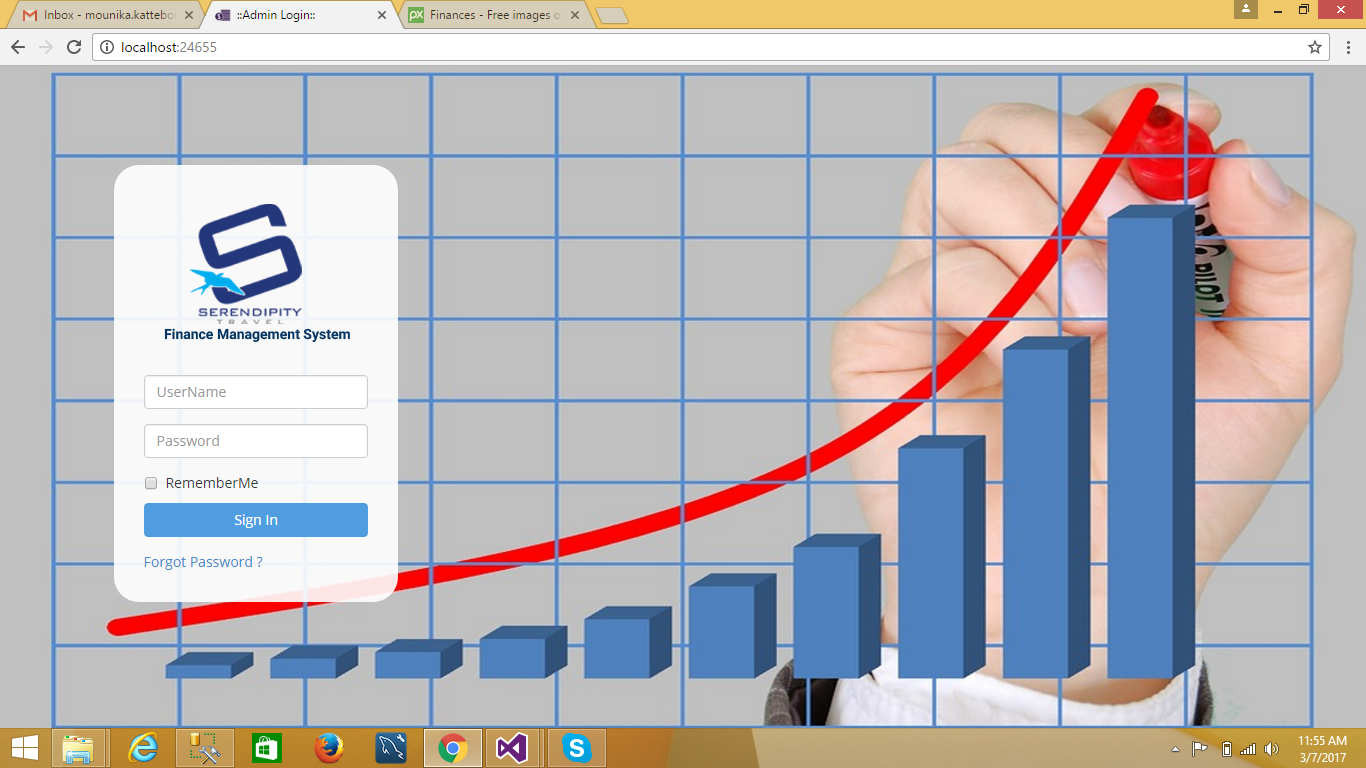 Inbox - mounika.kattebo
::Admin Login::
Finances - Free images o
localhost:24655
SERENDIPITY
TRAVEL
Finance Management System
UserName
Password
RememberMe
Sign In
Forgot Password ?
PILOT
11:55 AM
3/7/2017